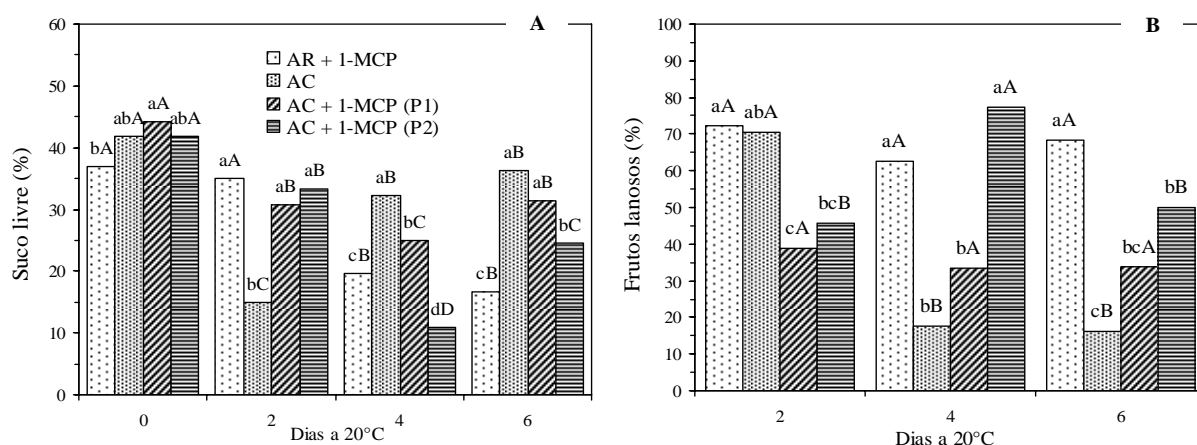 A
Suco livre (%)
60
50
40
30
20
10
0
AR + 1-MCP
AC
AC + 1-MCP (P1)
AC + 1-MCP (P2)
bA abA aA abA
aA bC aB aB
cB aB bC dD
cB aB aB bC
0 2 4 6
Dias a 20°C
B
Frutos lanosos (%)
100
90
80
70
60
50
40
30
20
10
0
aA abA cA bcB
aA bB bA aA
aA cB bcA bB
2 4 6
Dias a 20°C